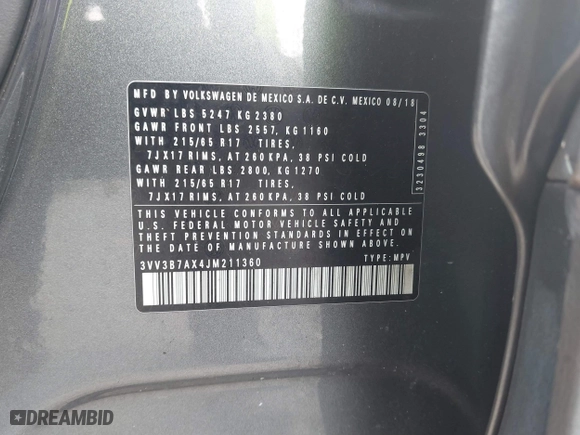 MFD BY VOLKSWAGEN DE MEXICO S.A. DE C.V. MEXICO 08/18
GVWR LBS 5247 KG 2380
GAWR FRONT LBS 2557, KG 1160
WITH 215/65 R17 TIRES,
7JX17 RIMS, AT 260 KPA, 38 PSI COLD
GAWR REAR LBS 2800, KG 1270
WITH 215/65 R17 TIRES,
7JX17 RIMS, AT 260 KPA, 38 PSI COLD
THIS VEHICLE CONFORMS TO ALL APPLICABLE
U.S. FEDERAL MOTOR VEHICLE SAFETY AND
THEFT PREVENTION STANDARDS IN EFFECT ON
THE DATE OF MANUFACTURE SHOWN ABOVE.
3VV3B7AX4JM211360 TYPE: MPV
3230498 3304
DREAMBID